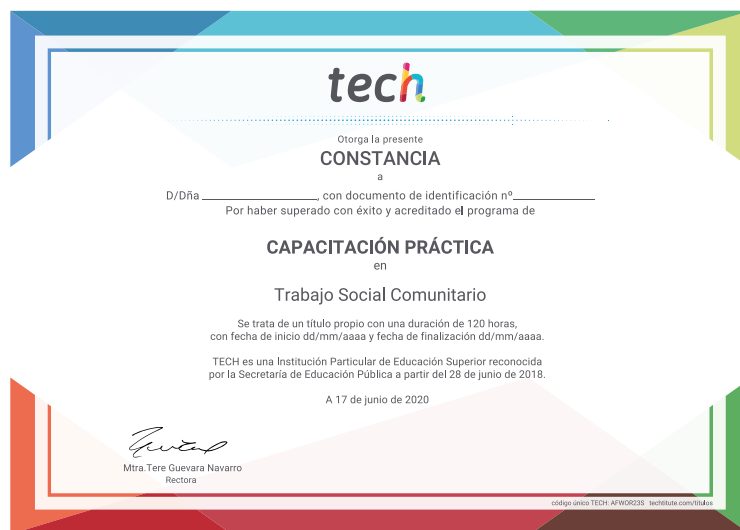 tech
Otorga la presente
CONSTANCIA
a
D/Dña ____________________, con documento de identificación nº______________
Por haber superado con éxito y acreditado el programa de
CAPACITACIÓN PRÁCTICA
en
Trabajo Social Comunitario
Se trata de un título propio con una duración de 120 horas,
con fecha de inicio dd/mm/aaaa y fecha de finalización dd/mm/aaaa.
TECH es una Institución Particular de Educación Superior reconocida
por la Secretaría de Educación Pública a partir del 28 de junio de 2018.
A 17 de junio de 2020
Mtra.Tere Guevara Navarro
Rectora
código único TECH: AFWOR23S techtitute.com/titulos